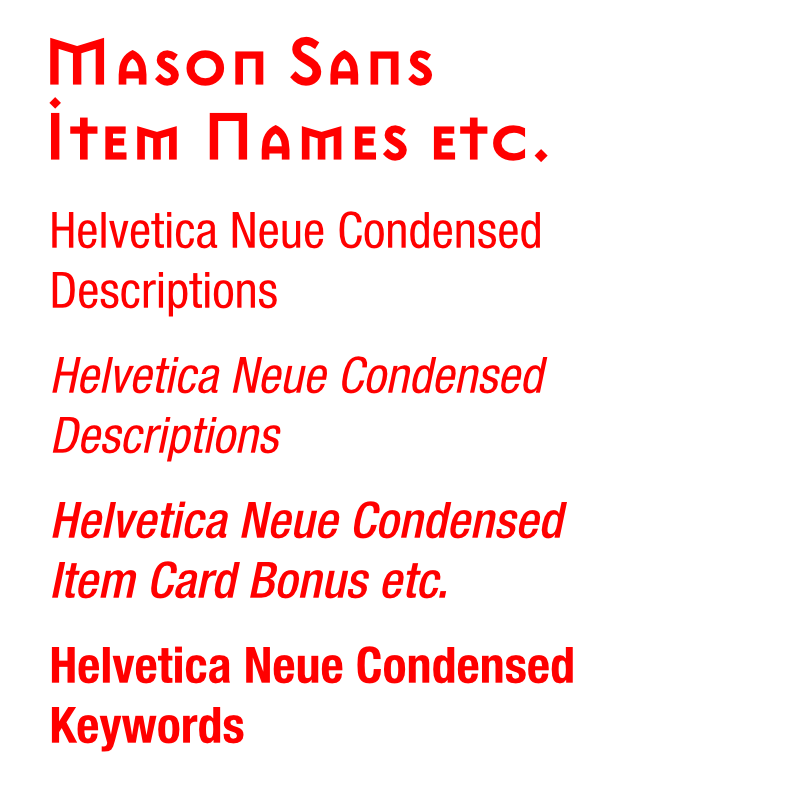 Mason Sans
Item Names etc.
Helvetica Neue Condensed
Descriptions
Helvetica Neue Condensed
Descriptions
Helvetica Neue Condensed
Item Card Bonus etc.
Helvetica Neue Condensed
Keywords